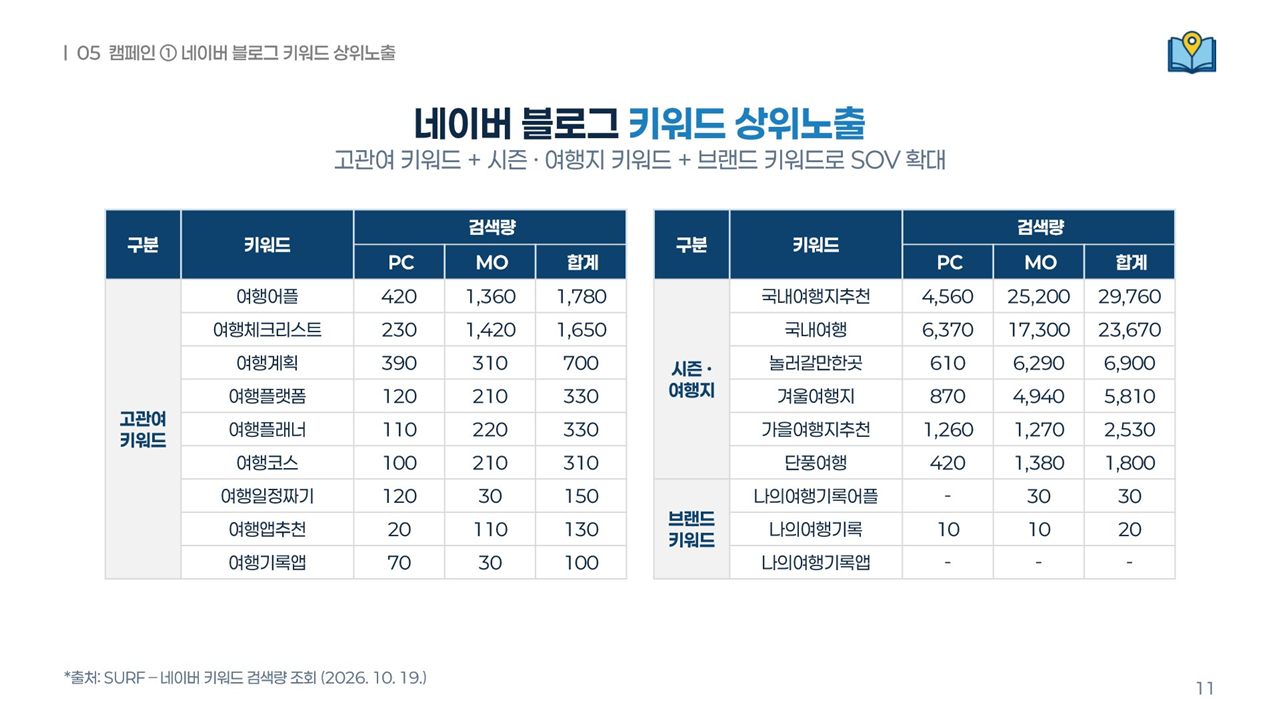 | 05 캠페인 ① 네이버 블로그 키워드 상위노출
네이버 블로그 키워드 상위노출
고관여 키워드 + 시즌 · 여행지 키워드 + 브랜드 키워드로 SOV 확대
구분 키워드 검색량
PC MO 합계
고관여
키워드
여행어플 420 1,360 1,780
여행체크리스트 230 1,420 1,650
여행계획 390 310 700
여행플랫폼 120 210 330
여행플래너 110 220 330
여행코스 100 210 310
여행일정짜기 120 30 150
여행앱추천 20 110 130
여행기록앱 70 30 100
구분 키워드 검색량
PC MO 합계
시즌 ·
여행지
국내여행지추천 4,560 25,200 29,760
국내여행 6,370 17,300 23,670
놀러갈만한곳 610 6,290 6,900
겨울여행지 870 4,940 5,810
가을여행지추천 1,260 1,270 2,530
단풍여행 420 1,380 1,800
브랜드
키워드
나의여행기록어플 - 30 30
나의여행기록 10 10 20
나의여행기록앱 - - -
*출처: SURF – 네이버 키워드 검색량 조회 (2026. 10. 19.)
11